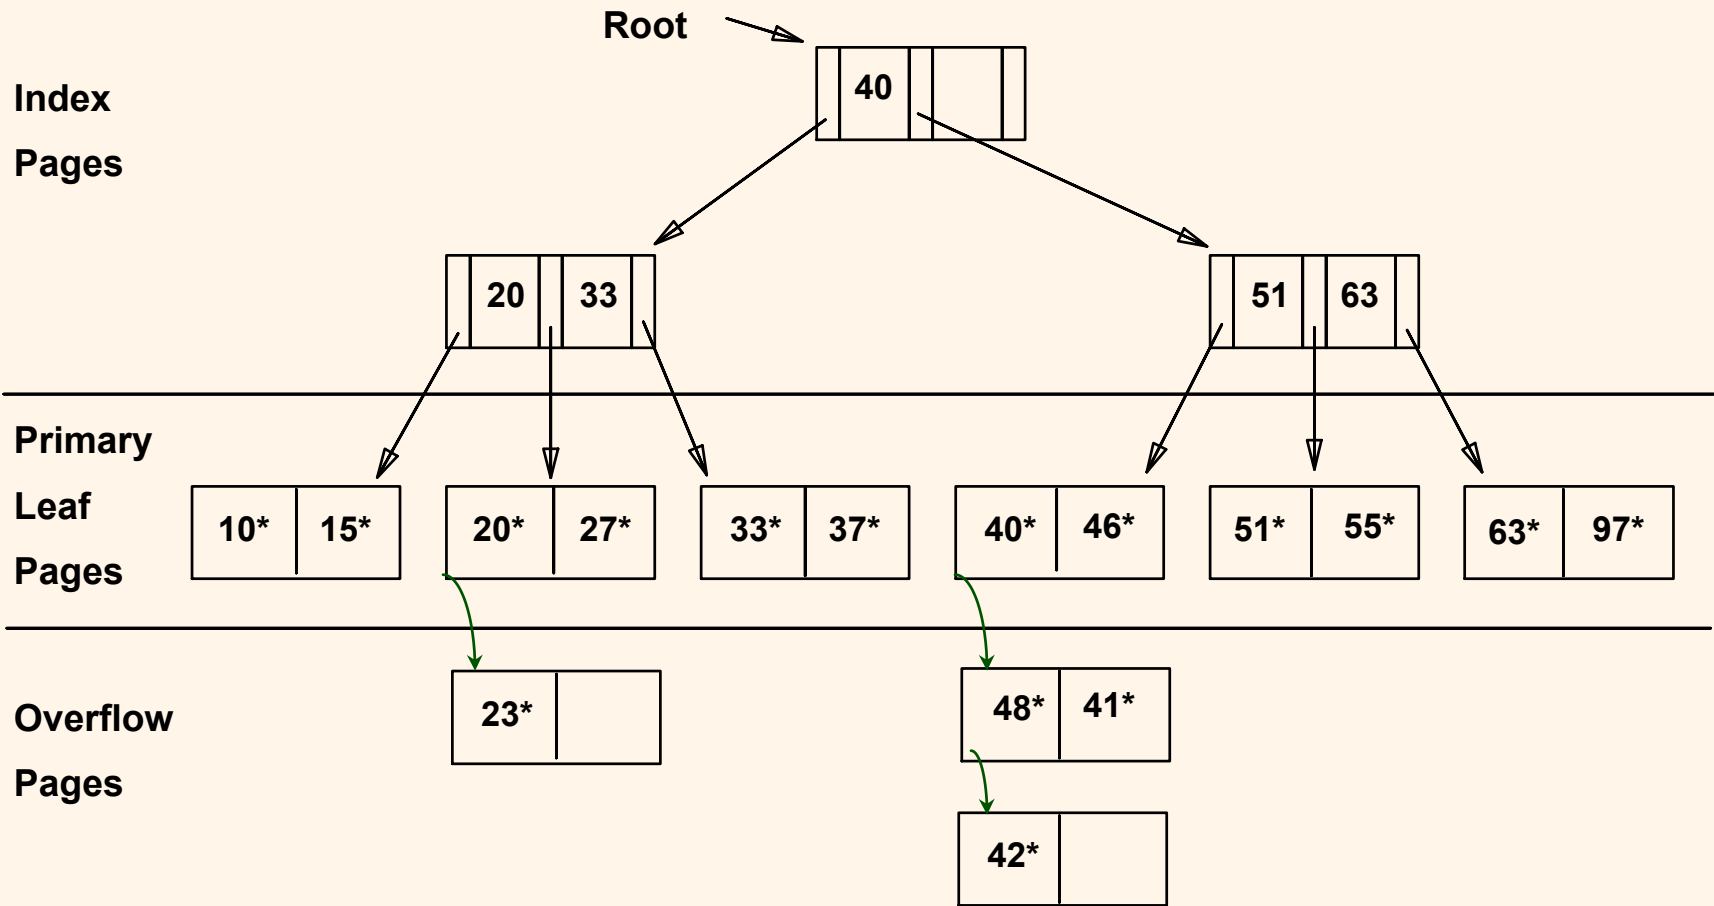 Root
Index
Pages
40
20 33
51 63
Primary
Leaf
Pages
10* 15*
20* 27*
33* 37*
40* 46*
51* 55*
63* 97*
Overflow
Pages
23*
48* 41*
42*